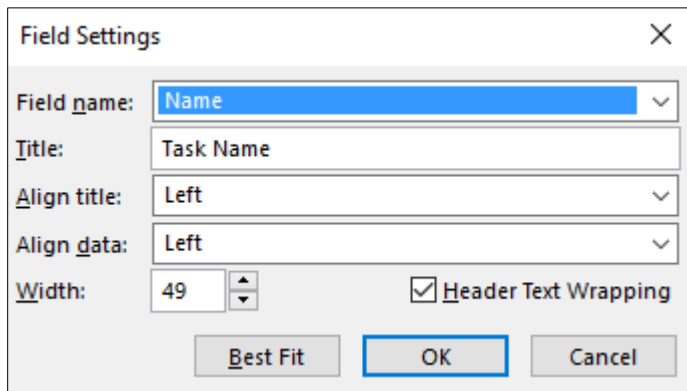 Field Settings
Field name: Name
Title: Task Name
Align title: Left
Align data: Left
Width: 49 Header Text Wrapping
Best Fit OK Cancel